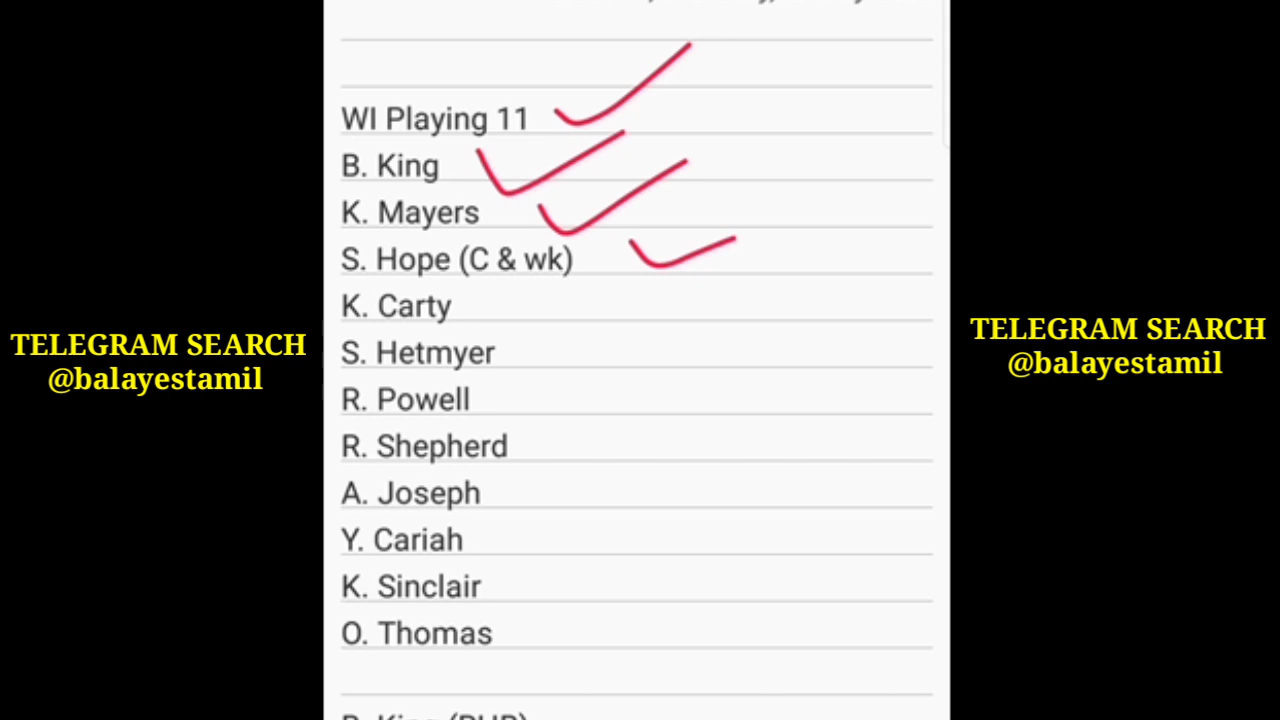 WI Playing 11
B. King
K. Mayers
S. Hope (C & wk)
K. Carty
S. Hetmyer
R. Powell
R. Shepherd
A. Joseph
Y. Cariah
K. Sinclair
O. Thomas
TELEGRAM SEARCH
@balayestamil
TELEGRAM SEARCH
@balayestamil